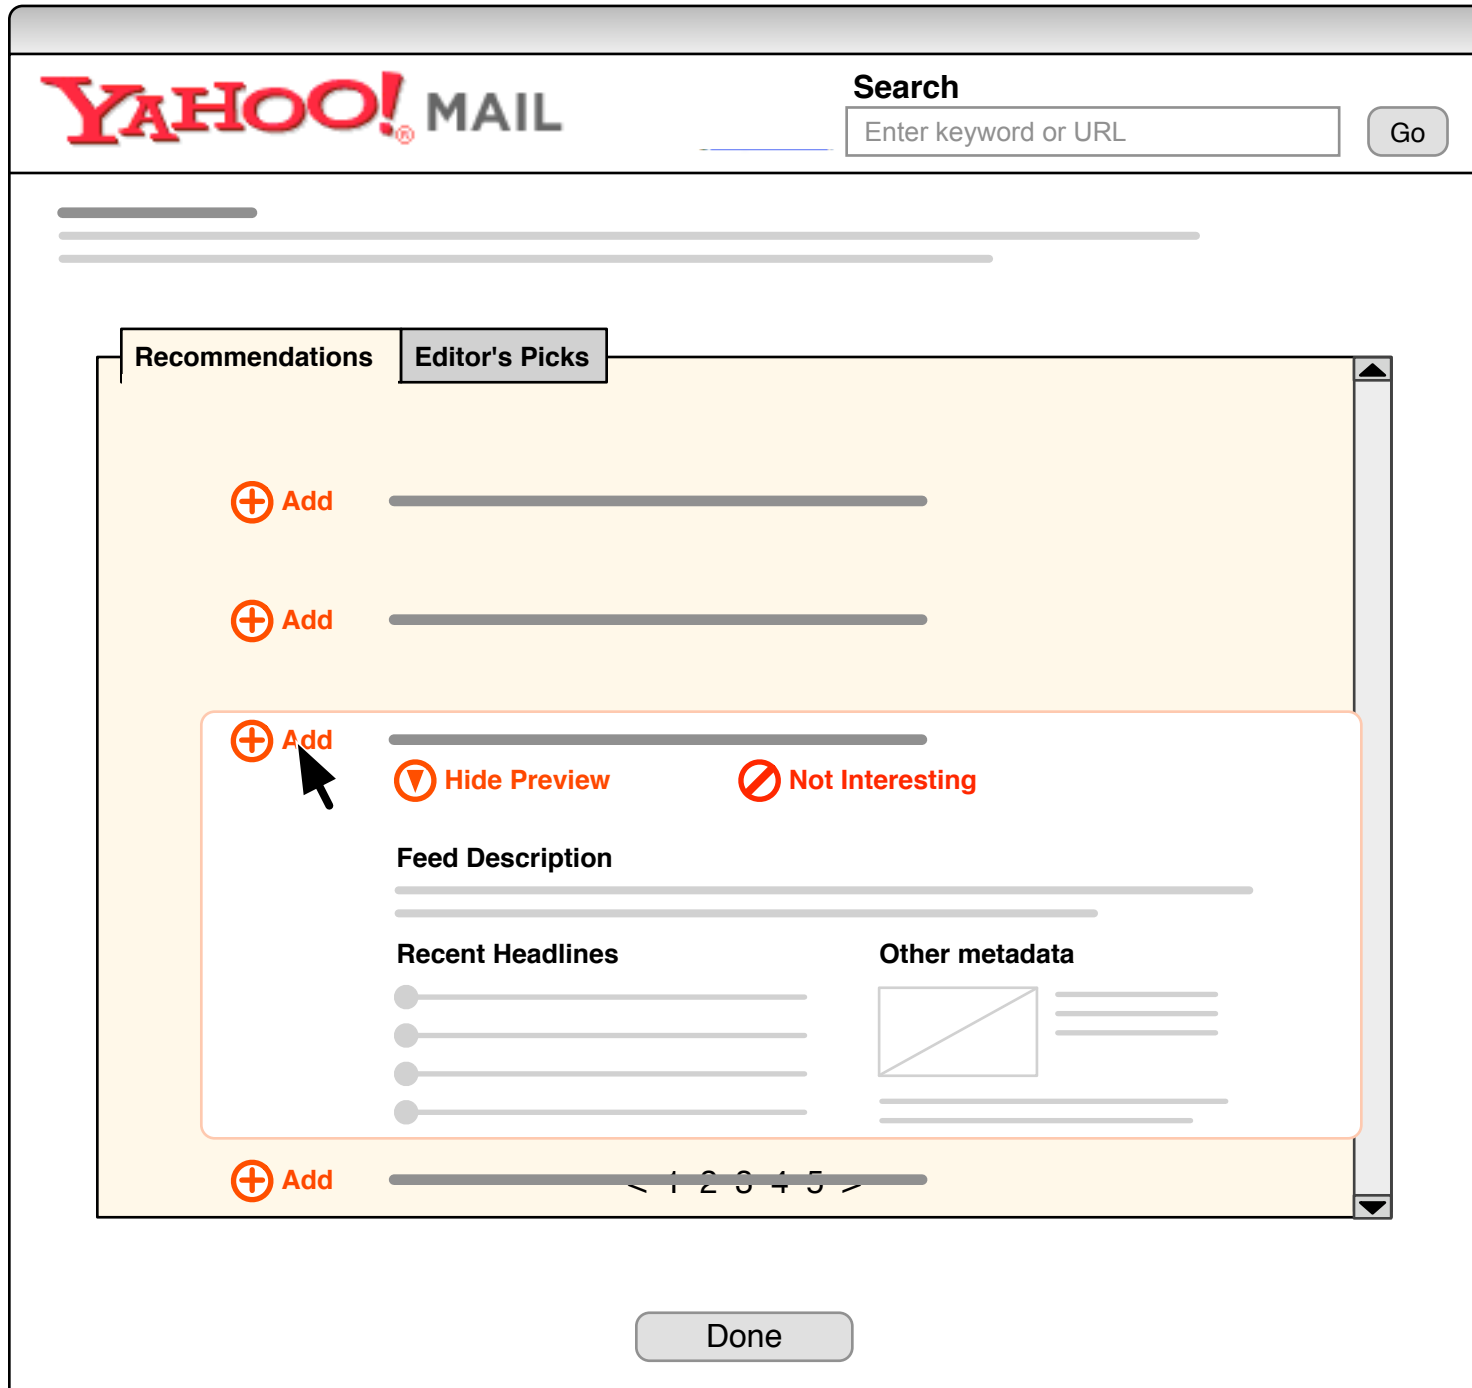 YAHOO!® MAIL
Search
Enter keyword or URL
Go
Recommendations
Editor's Picks
Add
Add
Add
Hide Preview
Not Interesting
Feed Description
Recent Headlines
Other metadata
Add
< 1 2 3 4 5 >
Done